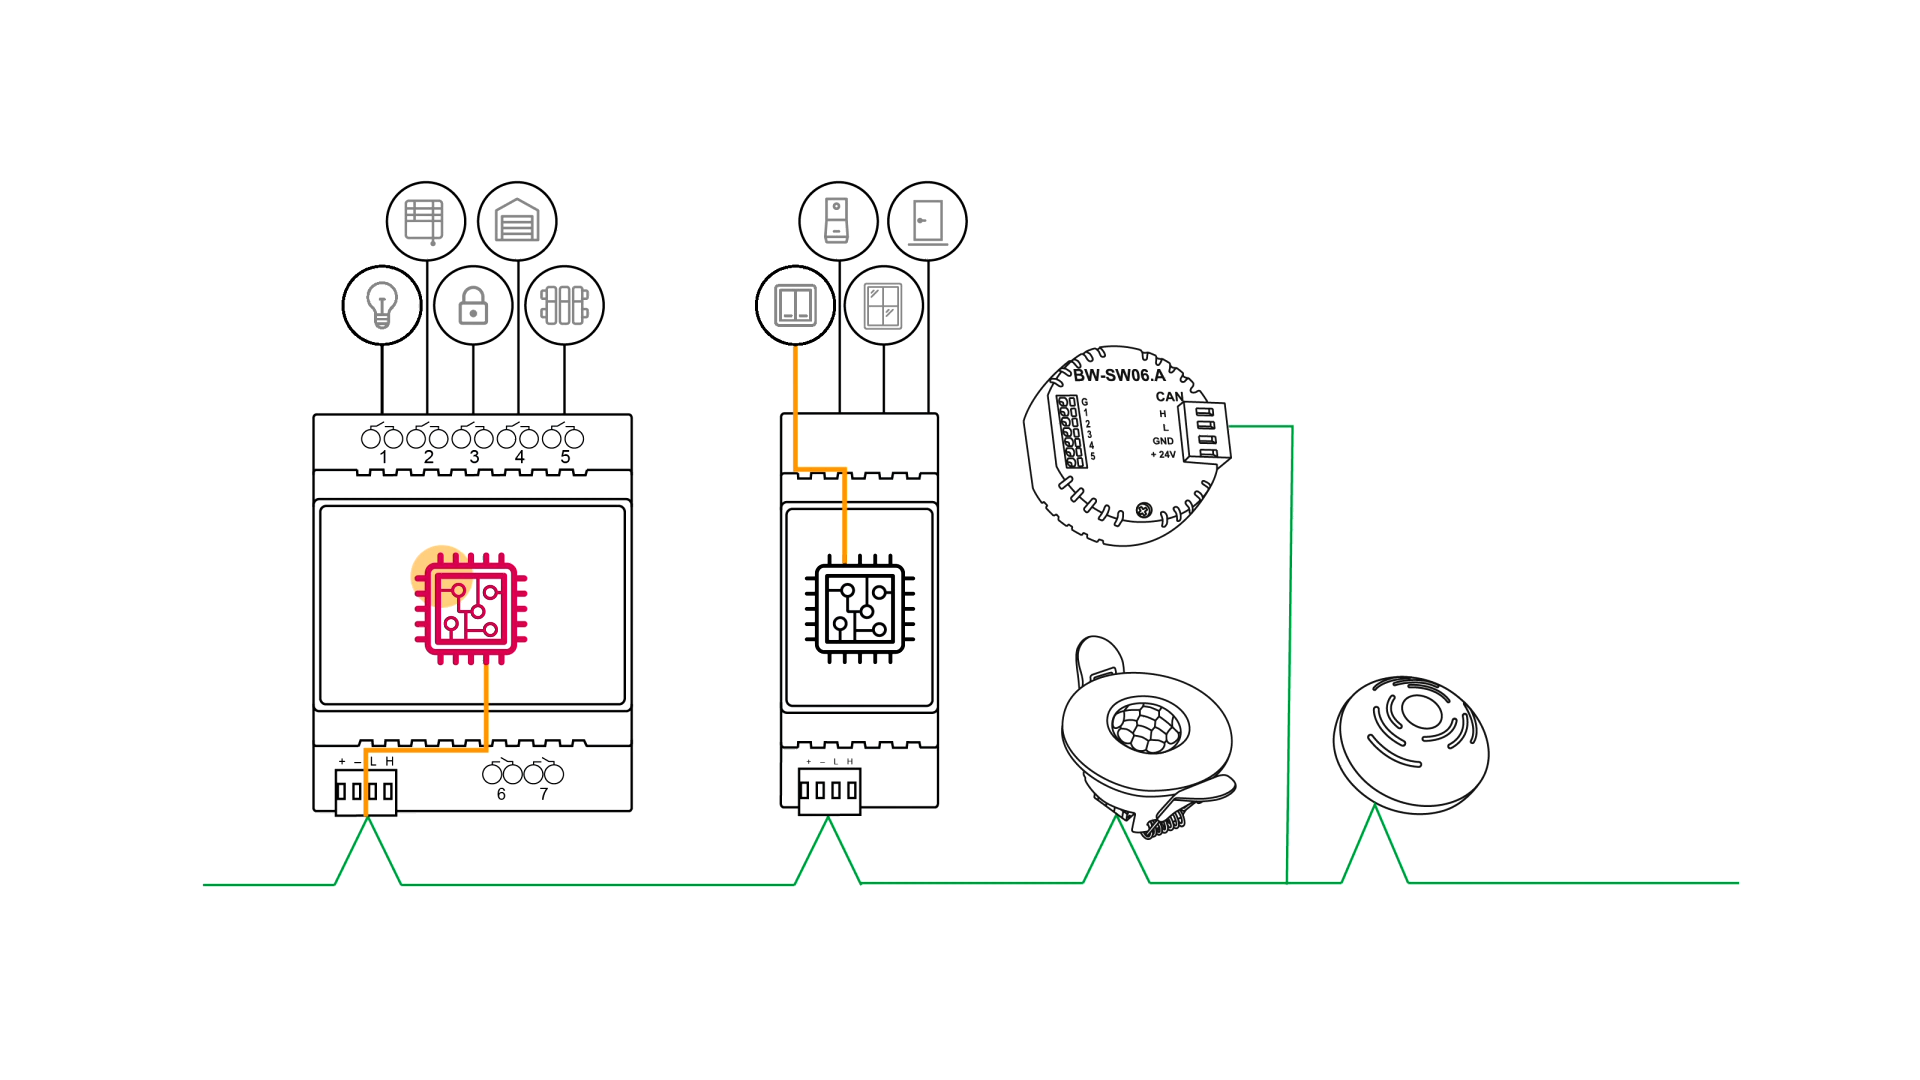 1 2 3 4 5
+ – L H
6 7
+ – L H
BW-SW06.A
CAN
G
1
2
3
4
5
H
L
GND
+ 24V